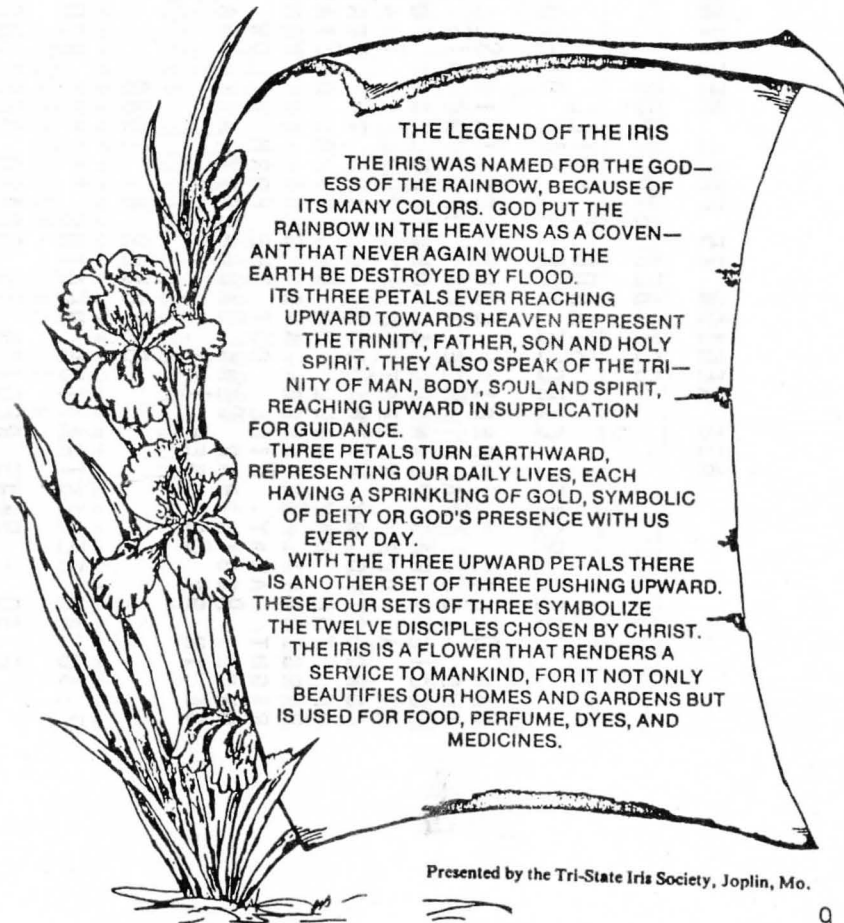 THE LEGEND OF THE IRIS
THE IRIS WAS NAMED FOR THE GOD—
ESS OF THE RAINBOW, BECAUSE OF
ITS MANY COLORS. GOD PUT THE
RAINBOW IN THE HEAVENS AS A COVEN—
ANT THAT NEVER AGAIN WOULD THE
EARTH BE DESTROYED BY FLOOD.
ITS THREE PETALS EVER REACHING
UPWARD TOWARDS HEAVEN REPRESENT
THE TRINITY, FATHER, SON AND HOLY
SPIRIT. THEY ALSO SPEAK OF THE TRI—
NITY OF MAN, BODY, SOUL AND SPIRIT,
REACHING UPWARD IN SUPPLICATION
FOR GUIDANCE.
THREE PETALS TURN EARTHWARD,
REPRESENTING OUR DAILY LIVES, EACH
HAVING A SPRINKLING OF GOLD, SYMBOLIC
OF DEITY OR GOD'S PRESENCE WITH US
EVERY DAY.
WITH THE THREE UPWARD PETALS THERE
IS ANOTHER SET OF THREE PUSHING UPWARD.
THESE FOUR SETS OF THREE SYMBOLIZE
THE TWELVE DISCIPLES CHOSEN BY CHRIST.
THE IRIS IS A FLOWER THAT RENDERS A
SERVICE TO MANKIND, FOR IT NOT ONLY
BEAUTIFIES OUR HOMES AND GARDENS BUT
IS USED FOR FOOD, PERFUME, DYES, AND
MEDICINES.
Presented by the Tri-State Iris Society, Joplin, Mo.
9